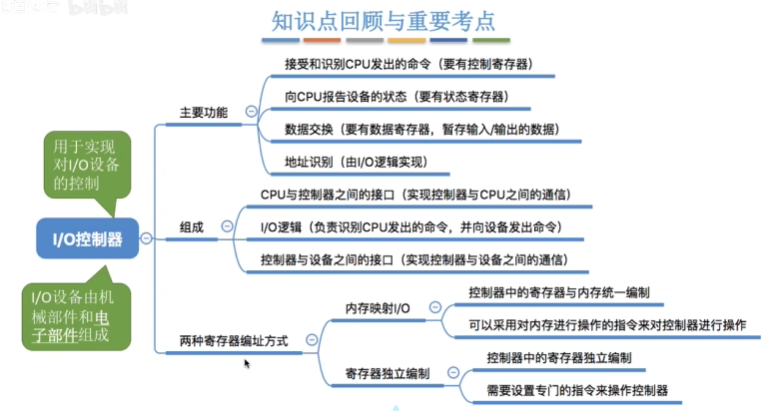 知识点回顾与重要考点
接受和识别CPU发出的命令（要有控制寄存器）
向CPU报告设备的状态（要有状态寄存器）
主要功能
数据交换（要有数据寄存器，暂存输入/输出的数据）
地址识别（由I/O逻辑实现）
用于实现
对I/O设备
的控制
CPU与控制器之间的接口（实现控制器与CPU之间的通信）
I/O控制器
组成
I/O逻辑（负责识别CPU发出的命令，并向设备发出命令）
控制器与设备之间的接口（实现控制器与设备之间的通信）
I/O设备由机
械部件和电
子部件组成
两种寄存器编址方式
内存映射I/O
控制器中的寄存器与内存统一编制
可以采用对内存进行操作的指令来对控制器进行操作
寄存器独立编制
控制器中的寄存器独立编制
需要设置专门的指令来操作控制器